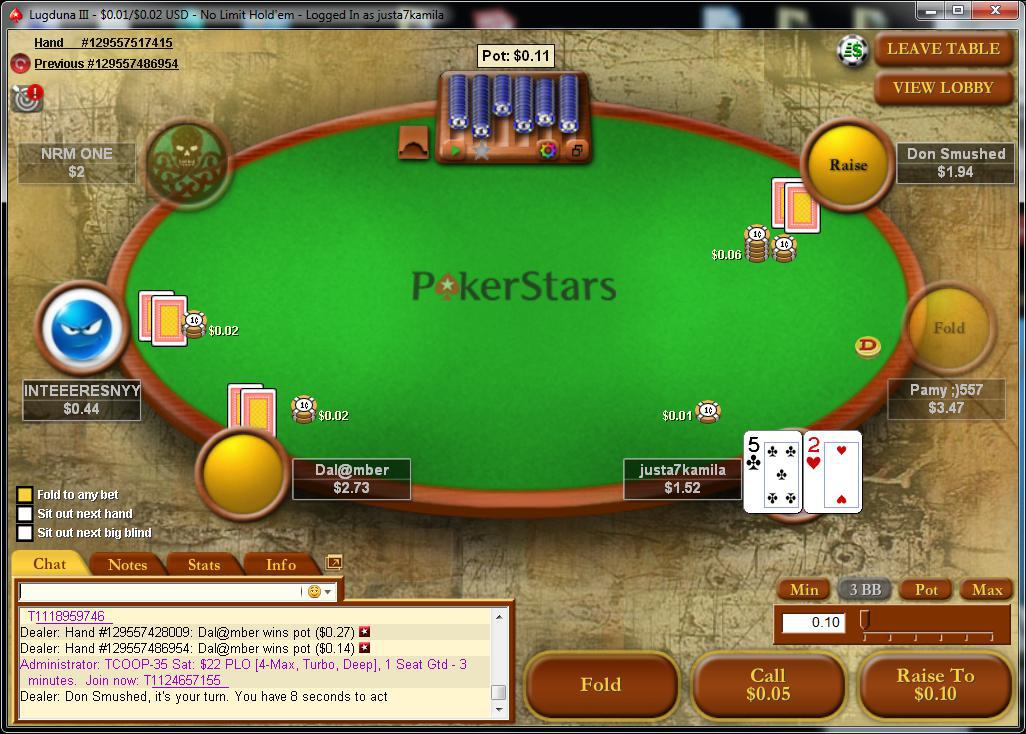 Lugduna III - $0.01/$0.02 USD - No Limit Hold'em - Logged In as justa7kamila
Hand #129557517415
Previous #129557486954
Pot: $0.11
LEAVE TABLE
VIEW LOBBY
NRM ONE
$2
Raise
Don Smushed
$1.94
$0.06
PokerStars
$0.02
INTEEERESNYY
$0.44
D
Fold
Pamy ;)557
$3.47
$0.02
$0.01
Dal@mber
$2.73
justa7kamila
$1.52
5
2
Fold to any bet
Sit out next hand
Sit out next big blind
Chat
Notes
Stats
Info
T1118959746
Dealer: Hand #129557428009: Dal@mber wins pot ($0.27)
Dealer: Hand #129557486954: Dal@mber wins pot ($0.14)
Administrator: TCOOP-35 Sat: $22 PLO [4-Max, Turbo, Deep], 1 Seat Gtd - 3
minutes. Join now: T1124657155
Dealer: Don Smushed, it's your turn. You have 8 seconds to act
Min
3 BB
Pot
Max
0.10
Fold
Call
$0.05
Raise To
$0.10